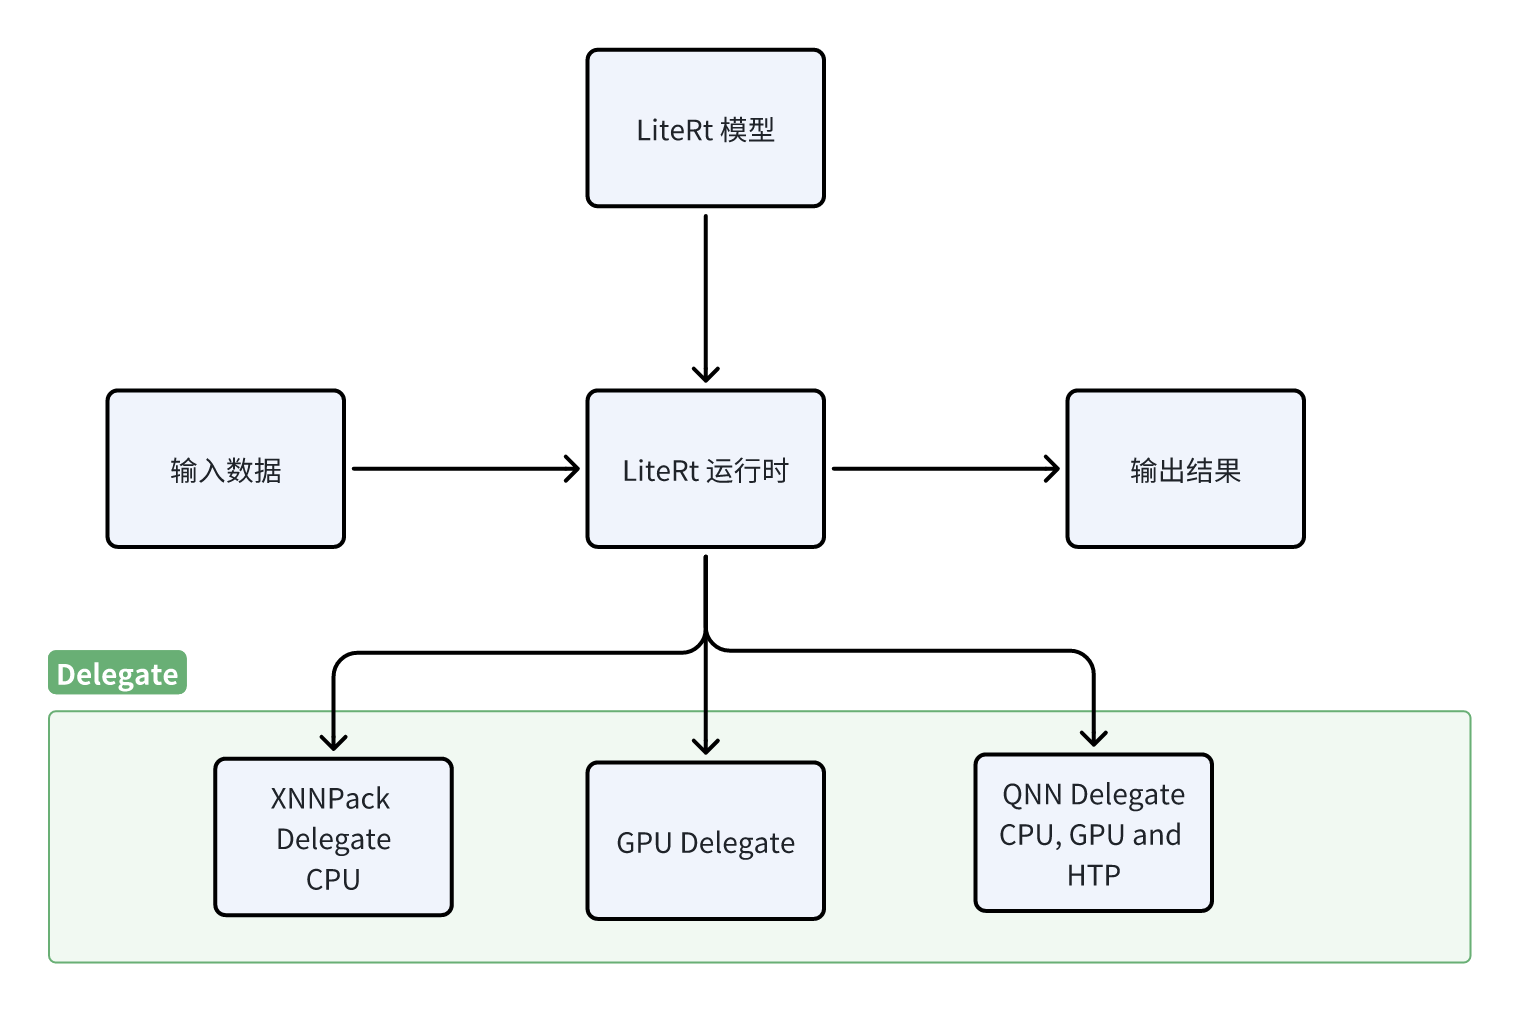 LiteRt 模型
输入数据
LiteRt 运行时
输出结果
Delegate
XNNPack
Delegate
CPU
GPU Delegate
QNN Delegate
CPU, GPU and
HTP